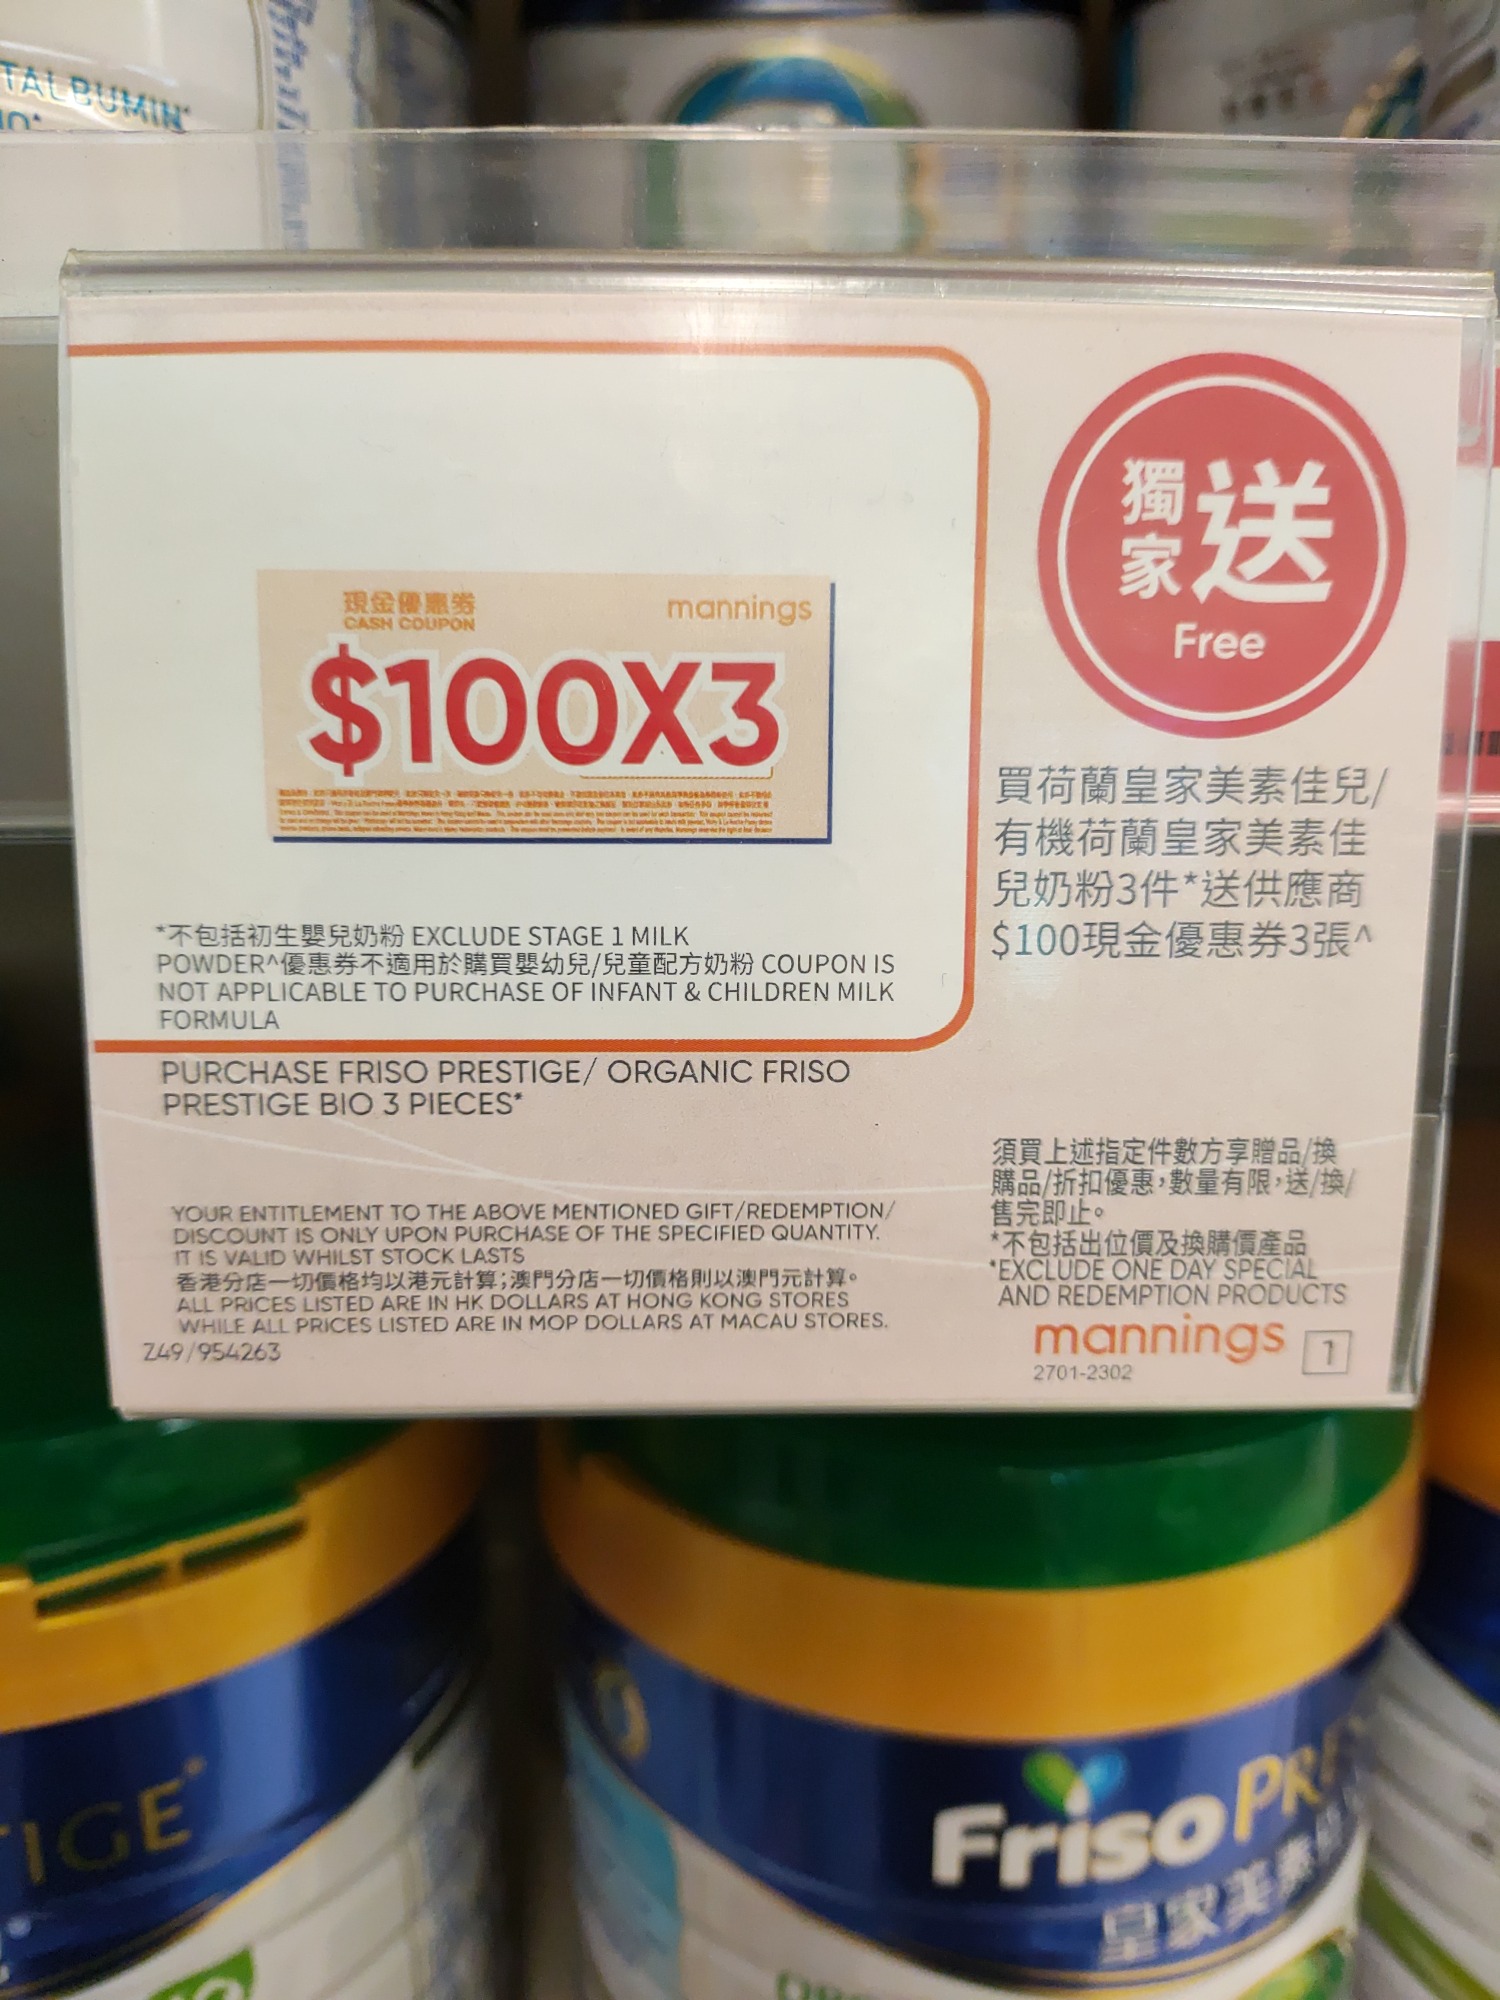 TALBUMIN
獨家 送
Free
現金優惠券
CASH COUPON
mannings
$100X3
買荷蘭皇家美素佳兒/
有機荷蘭皇家美素佳
兒奶粉3件*送供應商
$100現金優惠券3張^
*不包括初生嬰兒奶粉 EXCLUDE STAGE 1 MILK
POWDER^優惠券不適用於購買嬰幼兒/兒童配方奶粉 COUPON IS
NOT APPLICABLE TO PURCHASE OF INFANT & CHILDREN MILK
FORMULA
PURCHASE FRISO PRESTIGE/ ORGANIC FRISO
PRESTIGE BIO 3 PIECES*
須買上述指定件數方享贈品/換
購品/折扣優惠,數量有限,送/換/
售完即止。
*不包括出位價及換購價產品
*EXCLUDE ONE DAY SPECIAL
AND REDEMPTION PRODUCTS
YOUR ENTITLEMENT TO THE ABOVE MENTIONED GIFT/REDEMPTION/
DISCOUNT IS ONLY UPON PURCHASE OF THE SPECIFIED QUANTITY.
IT IS VALID WHILST STOCK LASTS
香港分店一切價格均以港元計算;澳門分店一切價格則以澳門元計算。
ALL PRICES LISTED ARE IN HK DOLLARS AT HONG KONG STORES
WHILE ALL PRICES LISTED ARE IN MOP DOLLARS AT MACAU STORES.
Z49/954263
mannings
2701-2302
1
TIGE
Friso PRE
皇家美素